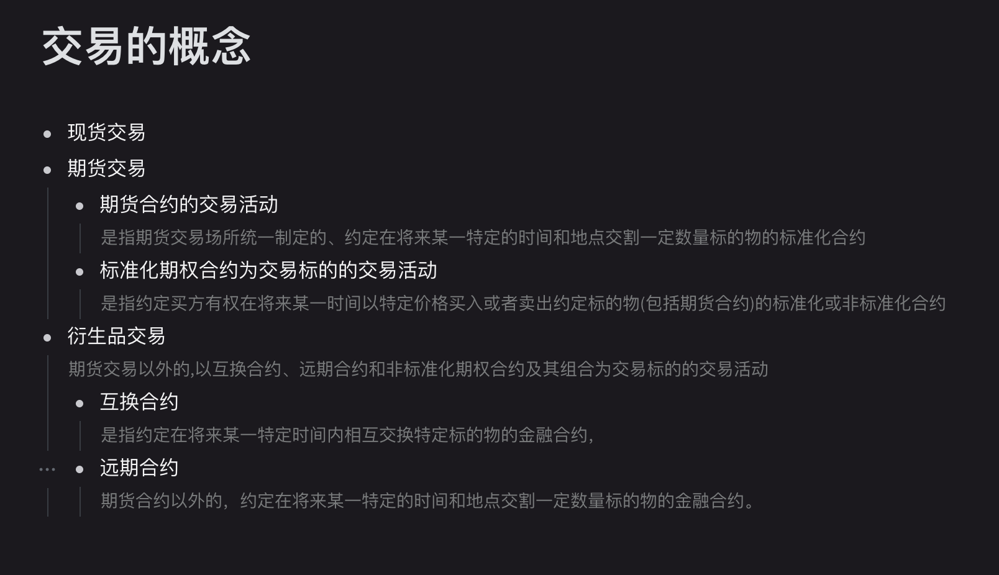 交易的概念
现货交易
期货交易
期货合约的交易活动
是指期货交易场所统一制定的、约定在将来某一特定的时间和地点交割一定数量标的物的标准化合约
标准化期权合约为交易标的的交易活动
是指约定买方有权在将来某一时间以特定价格买入或者卖出约定标的物(包括期货合约)的标准化或非标准化合约
衍生品交易
期货交易以外的,以互换合约、远期合约和非标准化期权合约及其组合为交易标的的交易活动
互换合约
是指约定在将来某一特定时间内相互交换特定标的物的金融合约,
远期合约
期货合约以外的，约定在将来某一特定的时间和地点交割一定数量标的物的金融合约。